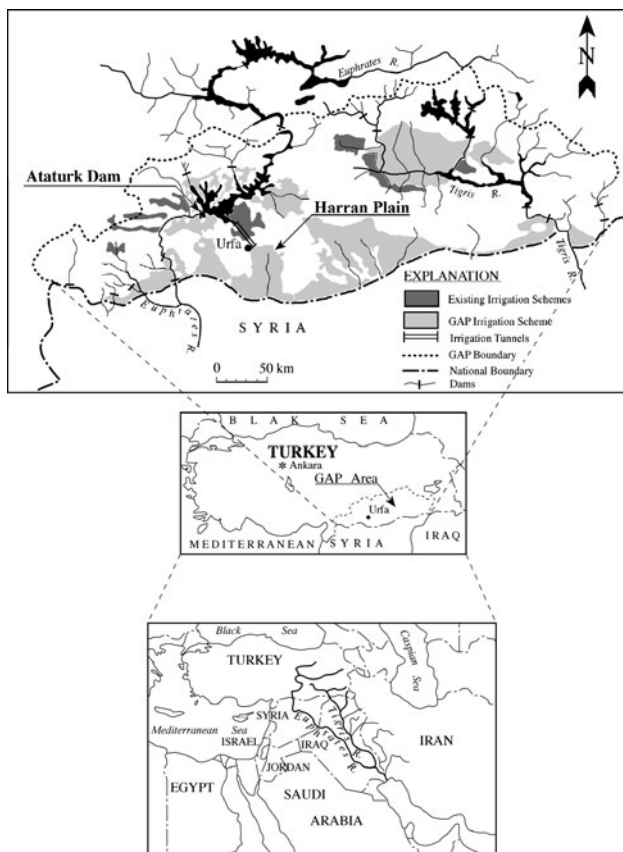 Euphrates R.
N
Ataturk Dam
Harran Plain
Tigris R.
Urfa
Tigris R.
Euphrates R.
SYRIA
0 50 km
EXPLANATION
Existing Irrigation Schemes
GAP Irrigation Scheme
Irrigation Tunnels
GAP Boundary
National Boundary
Dams
BLAK SEA
TURKEY
Ankara
GAP Area
Urfa
MEDITERRANEAN
SYRIA
IRAQ
Black Sea
Caspian Sea
TURKEY
Mediterranean Sea
SYRIA
Tigris R.
Euphrates R.
ISRAEL
IRAQ
IRAN
JORDAN
EGYPT
SAUDI
ARABIA